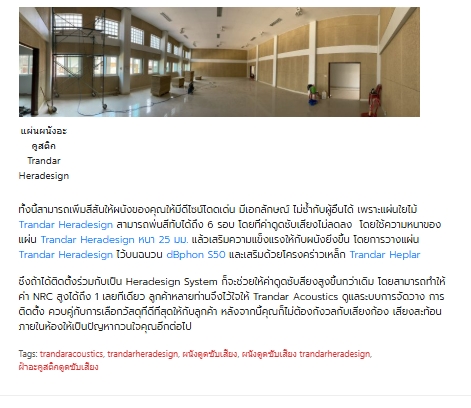 แผ่นผนังอะ
คูสติค
Trandar
Heradesign
ทั้งนี้สามารถเพิ่มสีสันให้ผนังของคุณให้มีดีไซน์โดดเด่น มีเอกลักษณ์ ไม่ซ้ำกับผู้อื่นได้ เพราะแผ่นใยไม้
Trandar Heradesign สามารถพ่นสีทับได้ถึง 6 รอบ โดยที่ค่าดูดซับเสียงไม่ลดลง โดยใช้ความหนาของ
แผ่น Trandar Heradesign หนา 25 มม. แล้วเสริมความแข็งแรงให้กับผนังยิ่งขึ้น โดยการวางแผ่น
Trandar Heradesign ไว้บนฉนวน dBphon S50 และเสริมด้วยโครงคร่าวเหล็ก Trandar Heplar
ซึ่งถ้าได้ติดตั้งร่วมกับเป็น Heradesign System ก็จะช่วยให้ค่าดูดซับเสียงสูงขึ้นกว่าเดิม โดยสามารถทำให้
ค่า NRC สูงได้ถึง 1 เลยทีเดียว ลูกค้าหลายท่านจึงไว้ใจให้ Trandar Acoustics ดูแลระบบการจัดวาง การ
ติดตั้ง ควบคู่กับการเลือกวัสดุที่ดีที่สุดให้กับลูกค้า หลังจากนี้คุณก็ไม่ต้องกังวลกับเสียงก้อง เสียงสะท้อน
ภายในห้องให้เป็นปัญหากวนใจคุณอีกต่อไป
Tags: trandaracoustics, trandarheradesign, ผนังดูดซับเสียง, ผนังดูดซับเสียง trandarheradesign,
ฝ้าอะคูสติคดูดซับเสียง